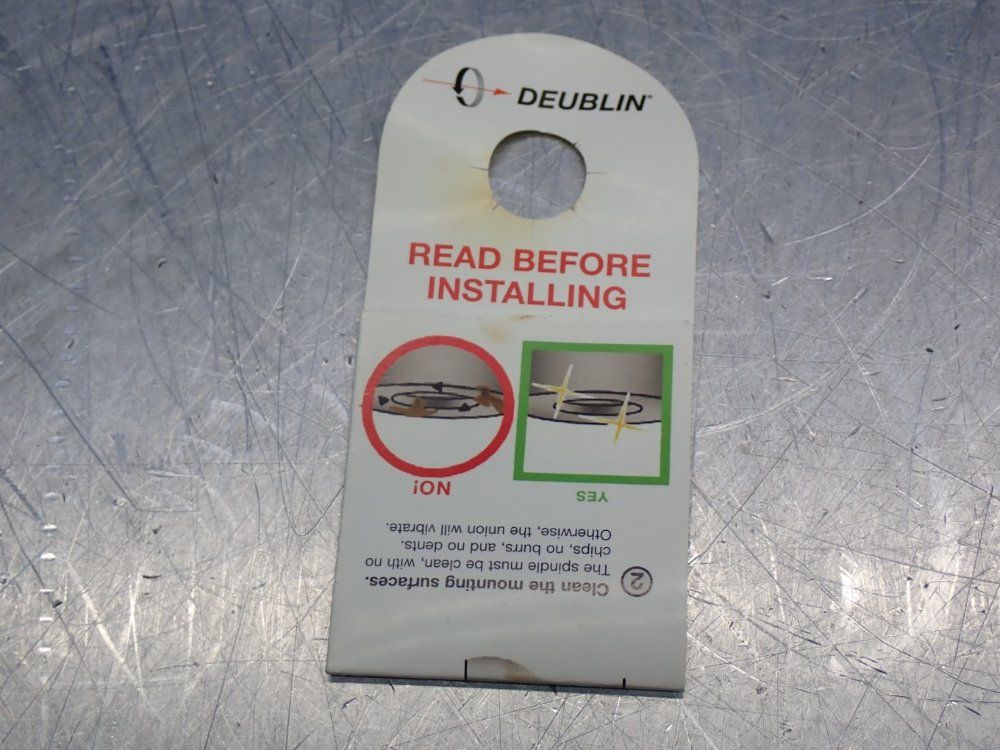 DEUBLIN®
READ BEFORE
INSTALLING
② Clean the mounting surfaces.
The spindle must be clean, with no
chips, no burrs, and no dents.
Otherwise, the union will vibrate.
YES
NO!